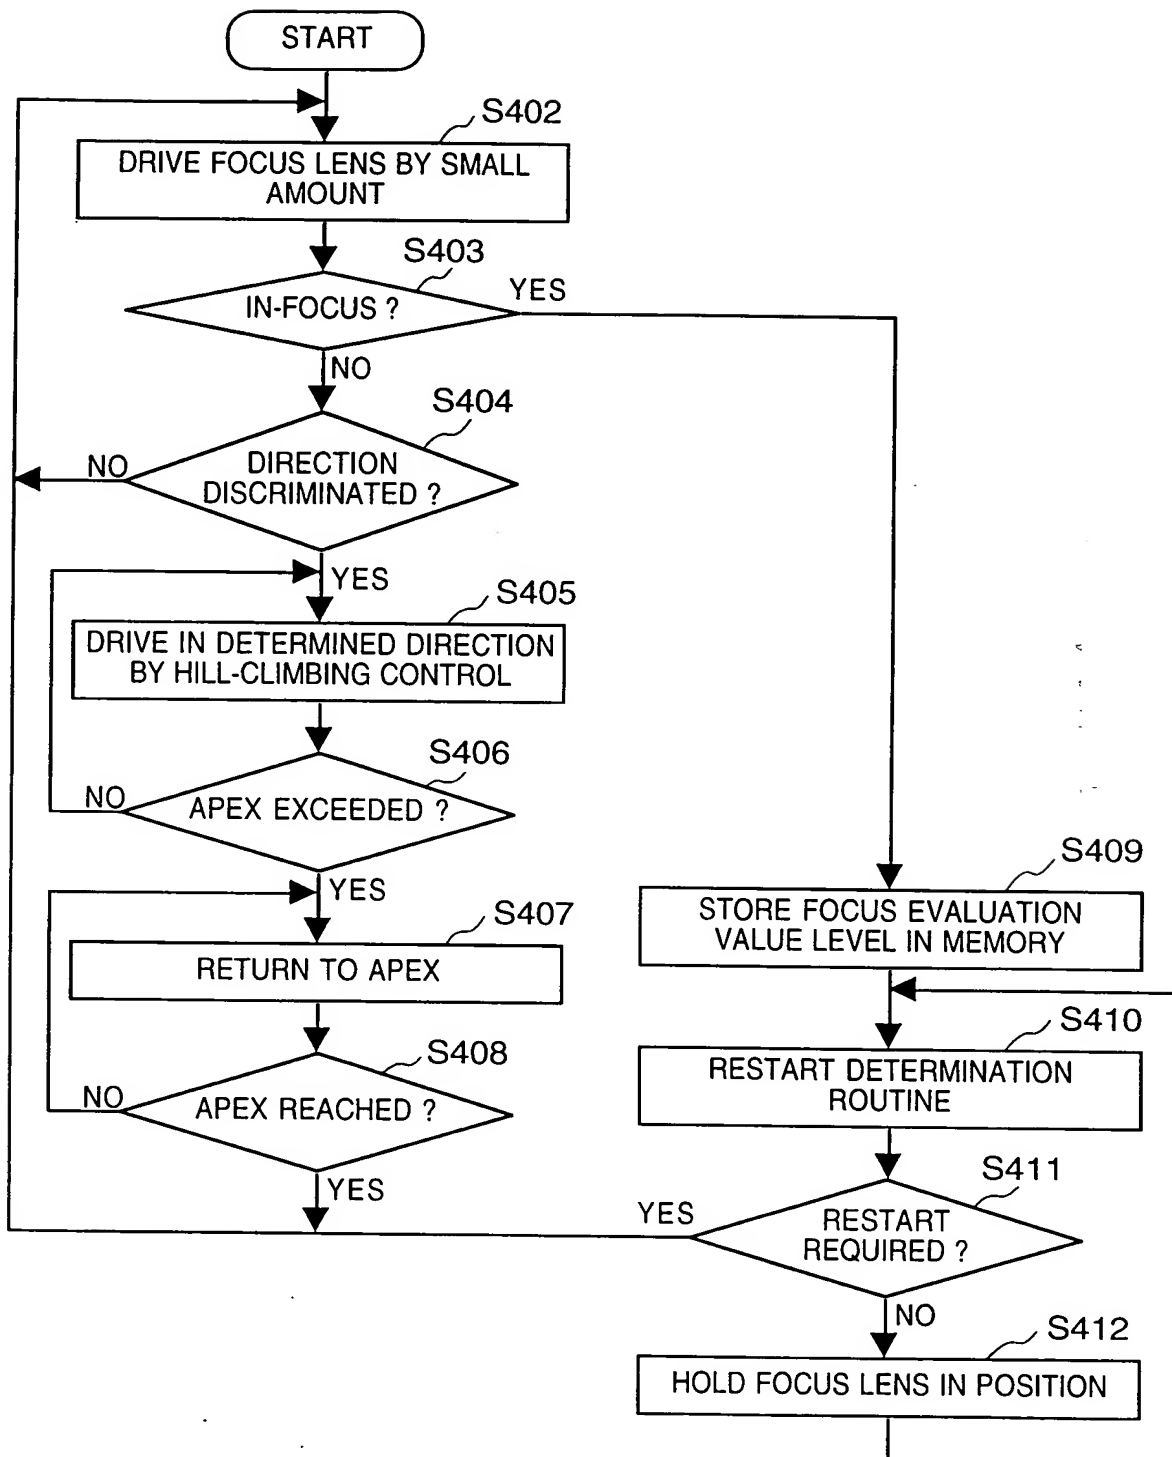 START
S402
DRIVE FOCUS LENS BY SMALL
AMOUNT
S403
IN-FOCUS ?
YES
NO
S404
DIRECTION
DISCRIMINATED ?
NO
YES
S405
DRIVE IN DETERMINED DIRECTION
BY HILL-CLIMBING CONTROL
S406
APEX EXCEEDED ?
NO
YES
S407
RETURN TO APEX
S408
APEX REACHED ?
NO
YES
S409
STORE FOCUS EVALUATION
VALUE LEVEL IN MEMORY
S410
RESTART DETERMINATION
ROUTINE
S411
RESTART
REQUIRED ?
YES
NO
S412
HOLD FOCUS LENS IN POSITION